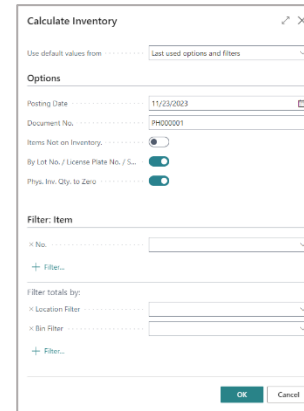 Calculate Inventory
Use default values from
Last used options and filters
Options
Posting Date
11/23/2023
Document No.
PH000001
Items Not on Inventory.
By Lot No. / License Plate No. / S...
Phys. Inv. Qty. to Zero
Filter: Item
× No.
+ Filter...
Filter totals by:
× Location Filter
× Bin Filter
+ Filter...
OK
Cancel